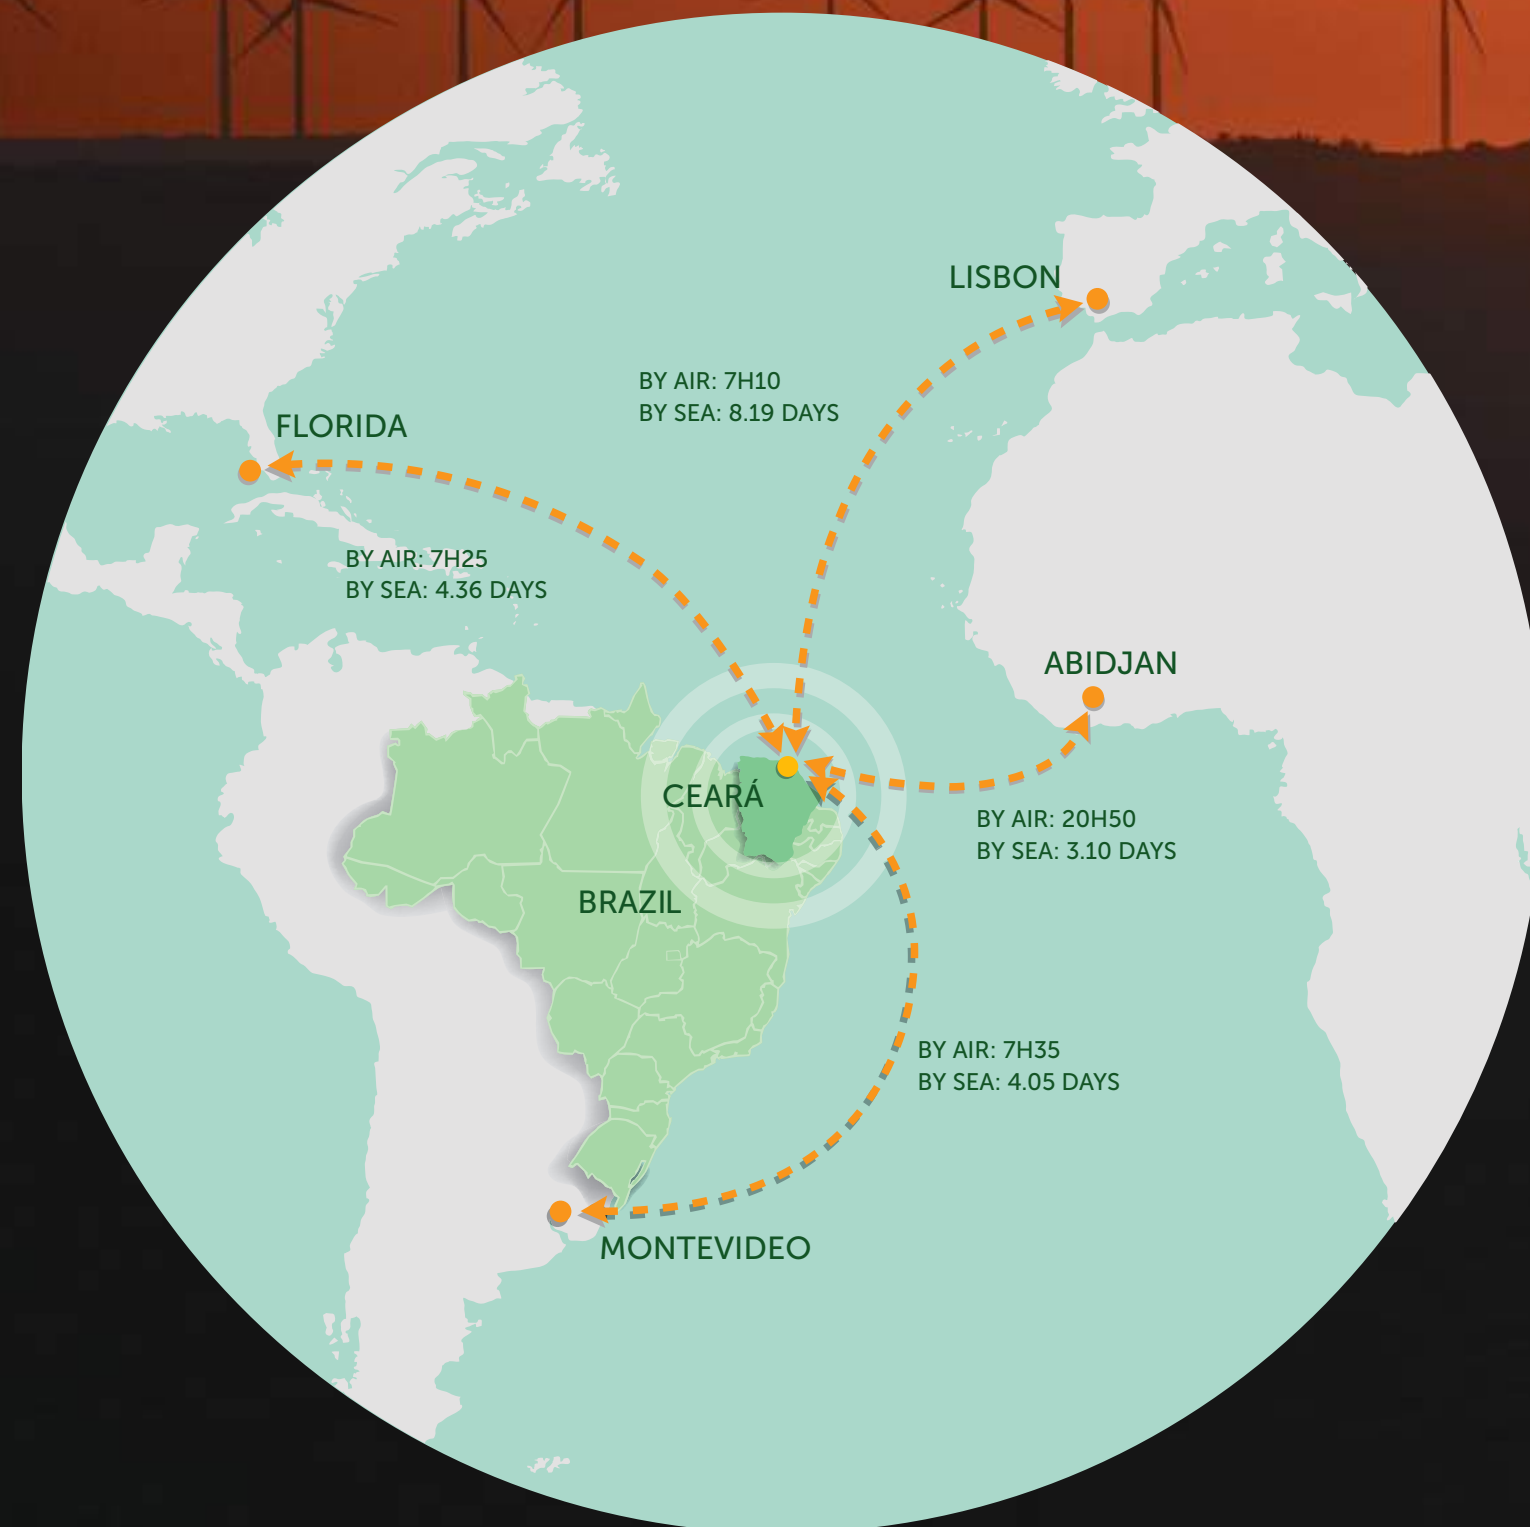 LISBON
BY AIR: 7H10
BY SEA: 8.19 DAYS
FLORIDA
BY AIR: 7H25
BY SEA: 4.36 DAYS
ABIDJAN
CEARÁ
BY AIR: 20H50
BY SEA: 3.10 DAYS
BRAZIL
BY AIR: 7H35
BY SEA: 4.05 DAYS
MONTEVIDEO